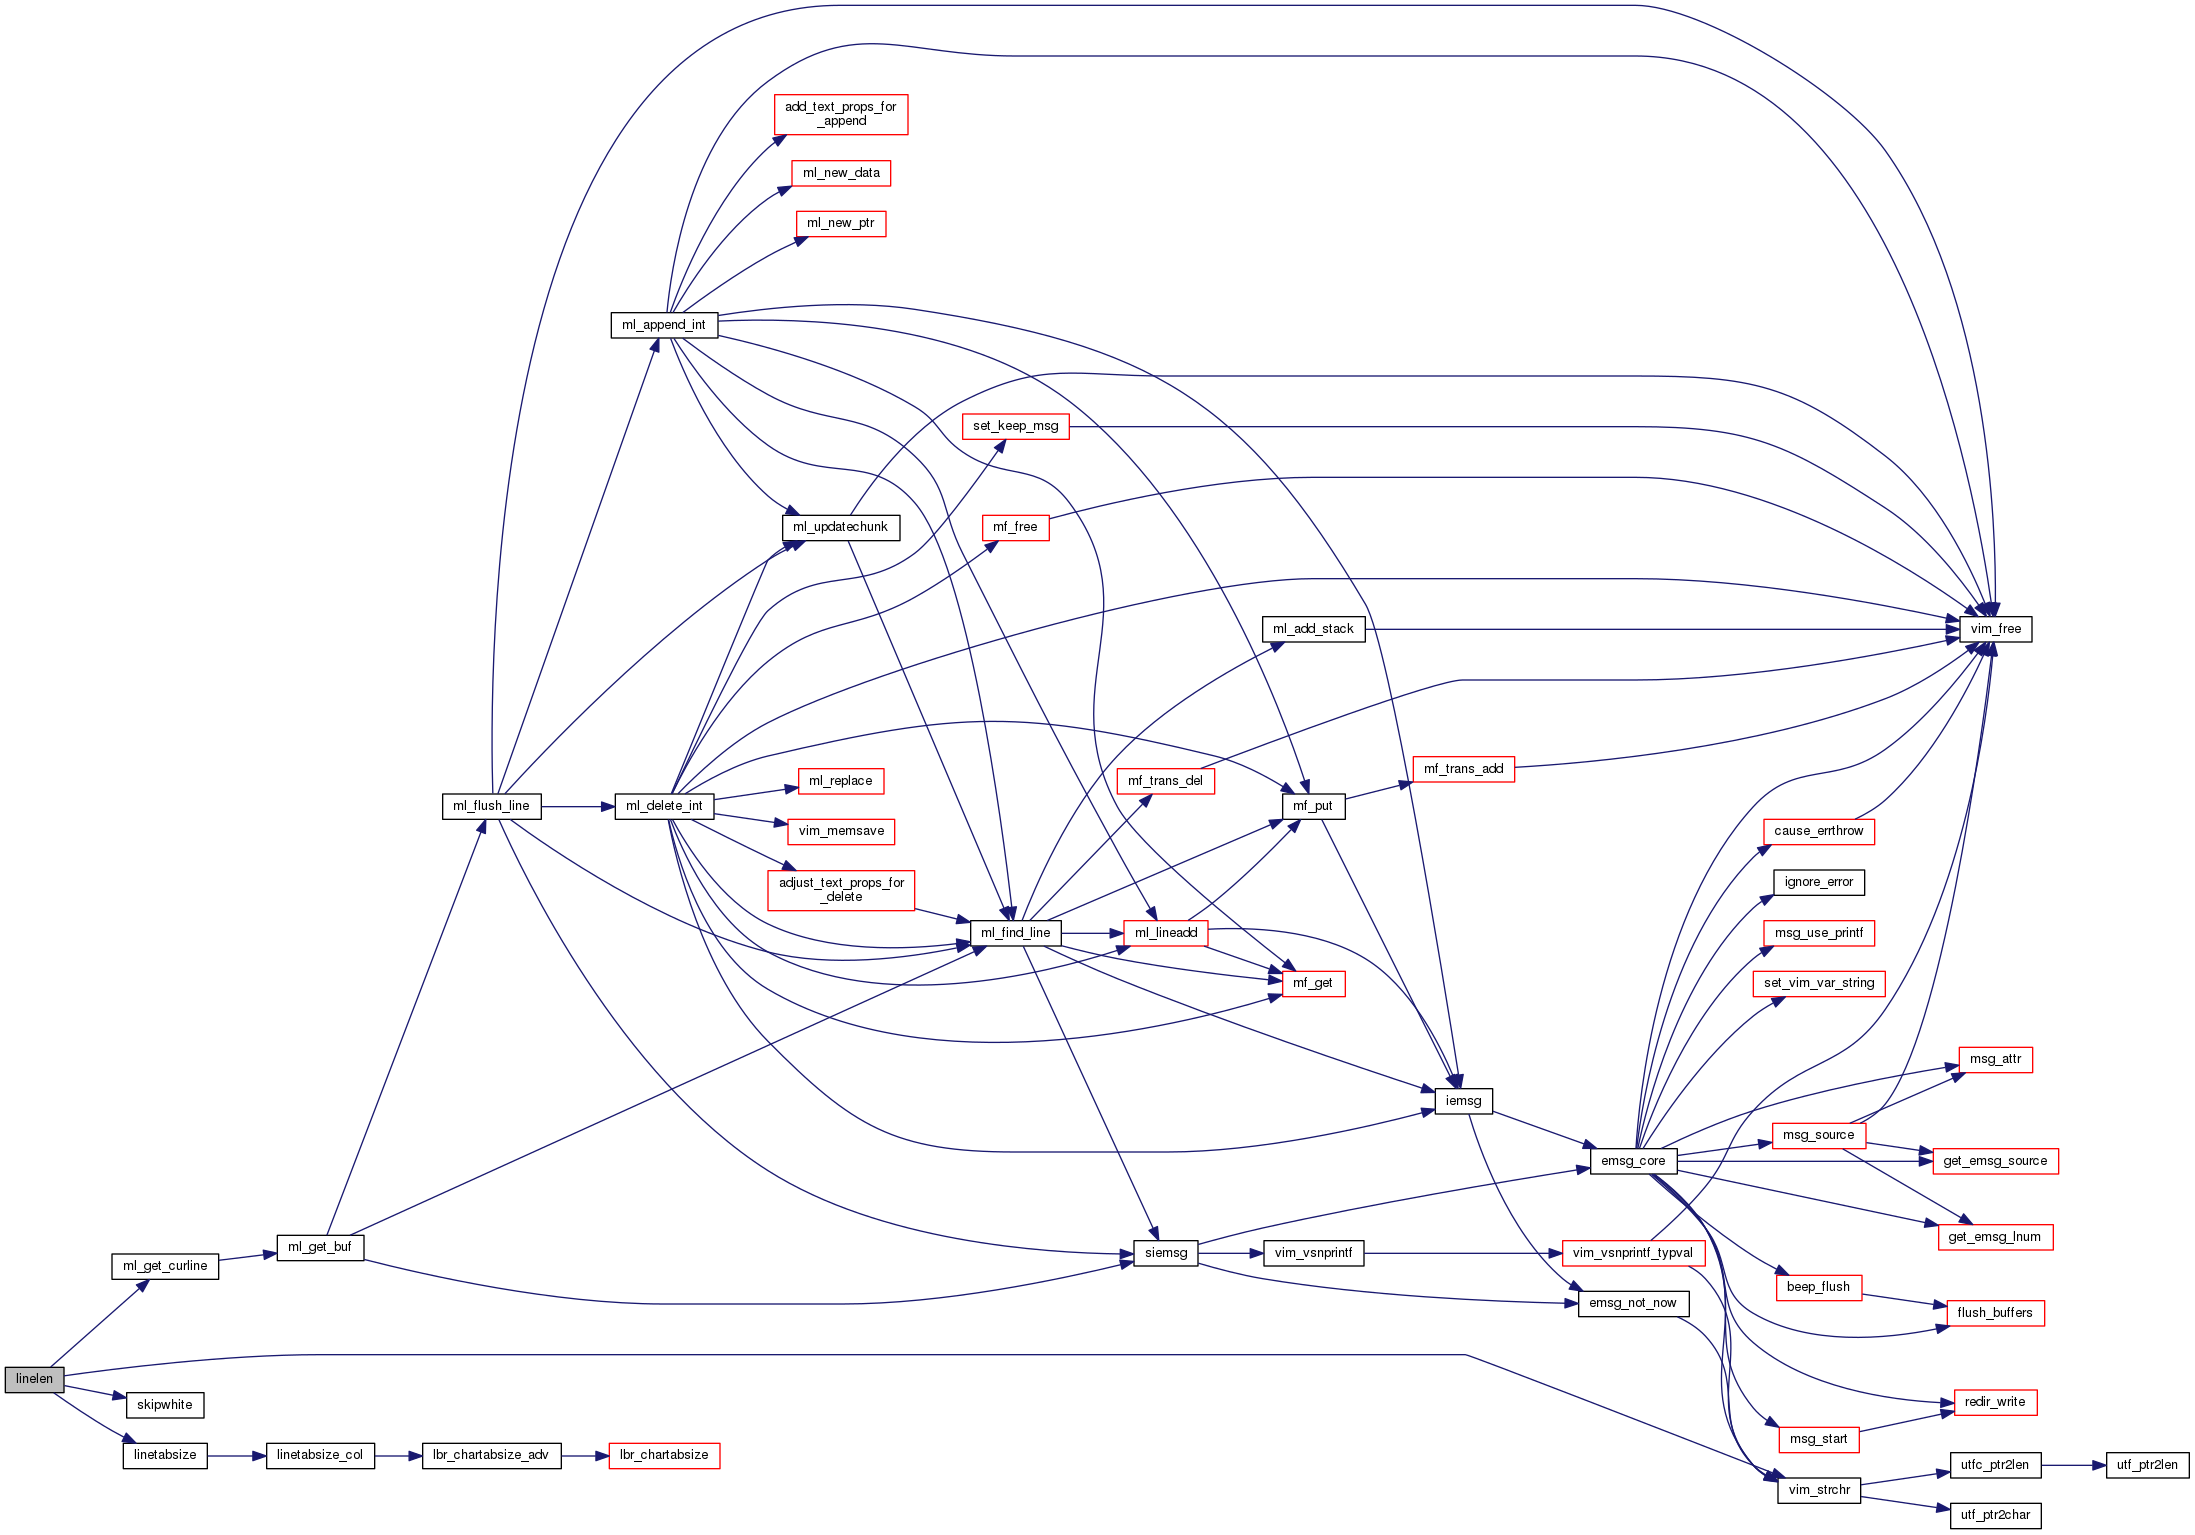 add_text_props_for
_append
ml_new_data
ml_new_ptr
ml_append_int
set_keep_msg
ml_updatechunk
mf_free
ml_add_stack
vim_free
ml_flush_line
ml_delete_int
ml_replace
vim_memsave
adjust_text_props_for
_delete
mf_trans_del
mf_put
mf_trans_add
cause_errthrow
ignore_error
ml_find_line
ml_lineadd
msg_use_printf
mf_get
set_vim_var_string
msg_attr
iemsg
msg_source
emsg_core
get_emsg_source
get_emsg_lnum
ml_get_buf
ml_get_curline
siemsg
vim_vsnprintf
vim_vsnprintf_typval
beep_flush
emsg_not_now
flush_buffers
linelen
skipwhite
redir_write
msg_start
linetabsize
linetabsize_col
lbr_chartabsize_adv
lbr_chartabsize
vim_strchr
utfc_ptr2len
utf_ptr2len
utf_ptr2char